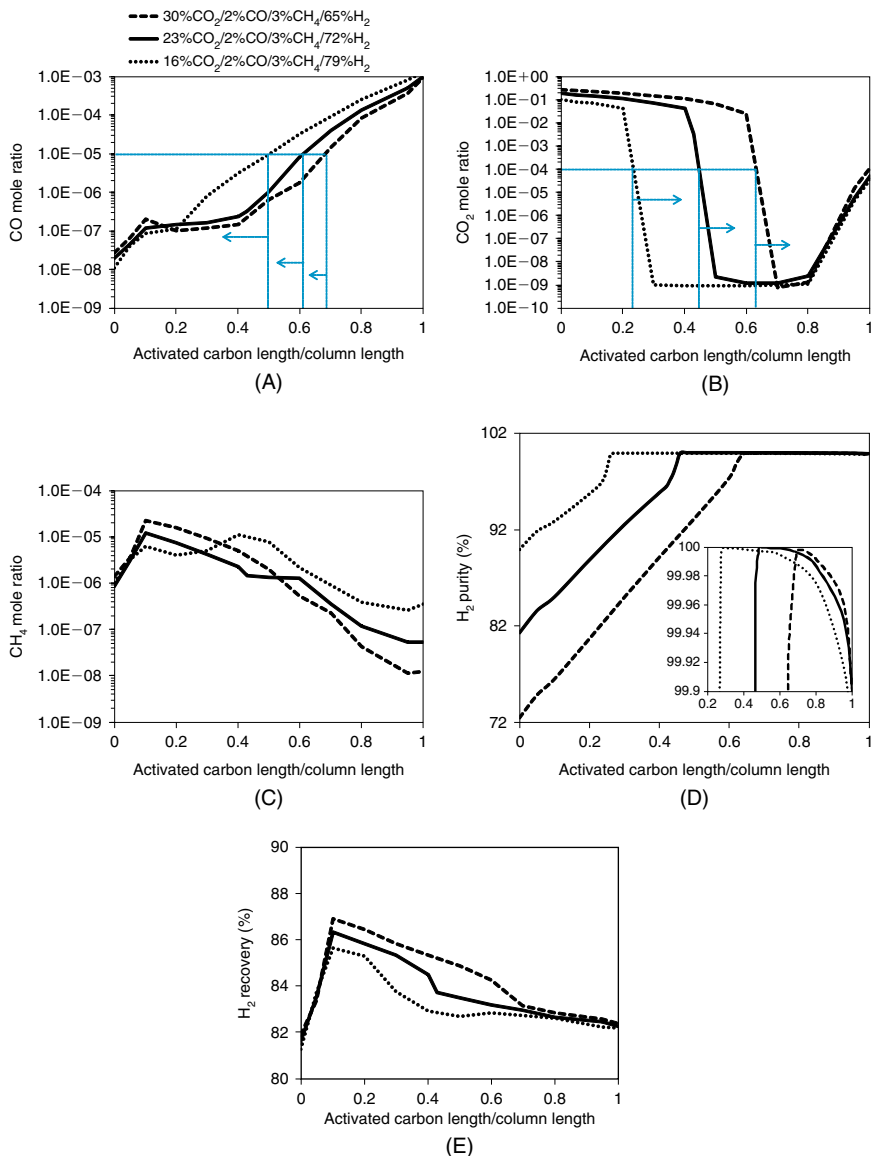 30%CO₂/2%CO/3%CH₄/65%H₂
23%CO₂/2%CO/3%CH₄/72%H₂
16%CO₂/2%CO/3%CH₄/79%H₂
CO mole ratio
1.0E−03
1.0E−04
1.0E−05
1.0E−06
1.0E−07
1.0E−08
1.0E−09
0 0.2 0.4 0.6 0.8 1
Activated carbon length/column length
(A)
CO₂ mole ratio
1.0E+00
1.0E−01
1.0E−02
1.0E−03
1.0E−04
1.0E−05
1.0E−06
1.0E−07
1.0E−08
1.0E−09
1.0E−10
0 0.2 0.4 0.6 0.8 1
Activated carbon length/column length
(B)
CH₄ mole ratio
1.0E−04
1.0E−05
1.0E−06
1.0E−07
1.0E−08
1.0E−09
0 0.2 0.4 0.6 0.8 1
Activated carbon length/column length
(C)
H₂ purity (%)
102
92
82
72
0 0.2 0.4 0.6 0.8 1
100
99.98
99.96
99.94
99.92
99.9
0.2 0.4 0.6 0.8 1
Activated carbon length/column length
(D)
H₂ recovery (%)
90
88
86
84
82
80
0 0.2 0.4 0.6 0.8 1
Activated carbon length/column length
(E)